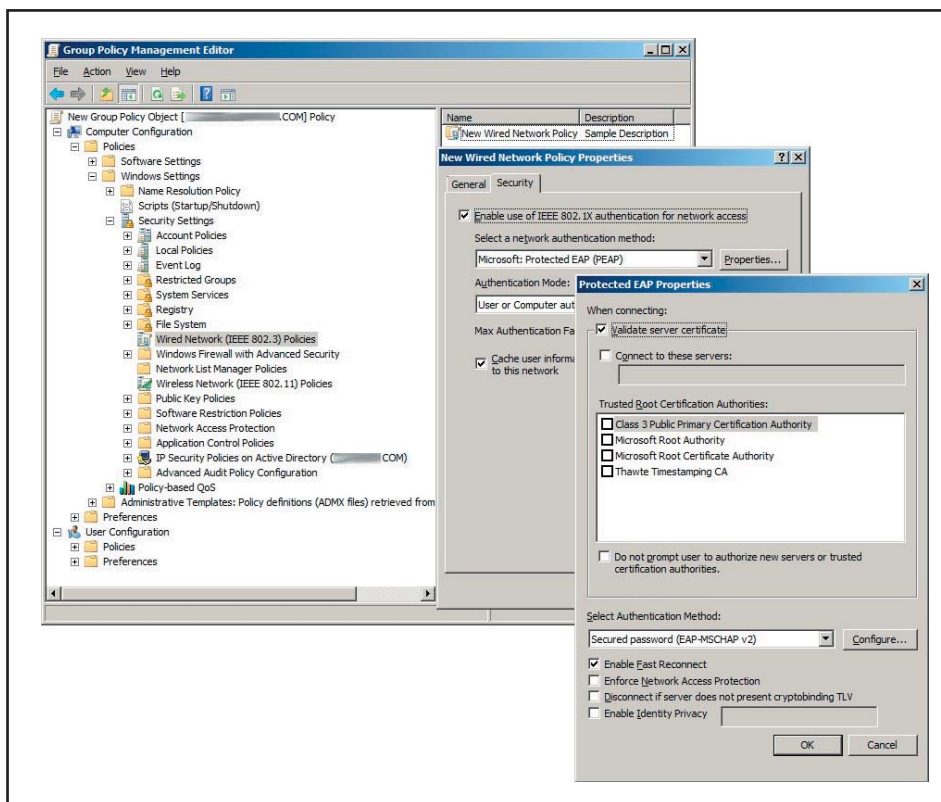 Group Policy Management Editor
File Action View Help
New Group Policy Object [ .COM] Policy
Computer Configuration
Policies
Software Settings
Windows Settings
Name Resolution Policy
Scripts (Startup/Shutdown)
Security Settings
Account Policies
Local Policies
Event Log
Restricted Groups
System Services
Registry
File System
Wired Network (IEEE 802.3) Policies
Windows Firewall with Advanced Security
Network List Manager Policies
Wireless Network (IEEE 802.11) Policies
Public Key Policies
Software Restriction Policies
Network Access Protection
Application Control Policies
IP Security Policies on Active Directory ( COM)
Advanced Audit Policy Configuration
Policy-based QoS
Administrative Templates: Policy definitions (ADMX files) retrieved from
Preferences
User Configuration
Policies
Preferences
Name Description
New Wired Network Policy Sample Description
New Wired Network Policy Properties
General Security
Enable use of IEEE 802.1X authentication for network access
Select a network authentication method:
Microsoft: Protected EAP (PEAP) Properties...
Authentication Mode:
User or Computer aut
Max Authentication Fa
Cache user informa
to this network
Protected EAP Properties
When connecting:
Validate server certificate
Connect to these servers:
Trusted Root Certification Authorities:
Class 3 Public Primary Certification Authority
Microsoft Root Authority
Microsoft Root Certificate Authority
Thawte Timestamping CA
Do not prompt user to authorize new servers or trusted
certification authorities.
Select Authentication Method:
Secured password (EAP-MSCHAP v2) Configure...
Enable Fast Reconnect
Enforce Network Access Protection
Disconnect if server does not present cryptobinding TLV
Enable Identity Privacy
OK Cancel